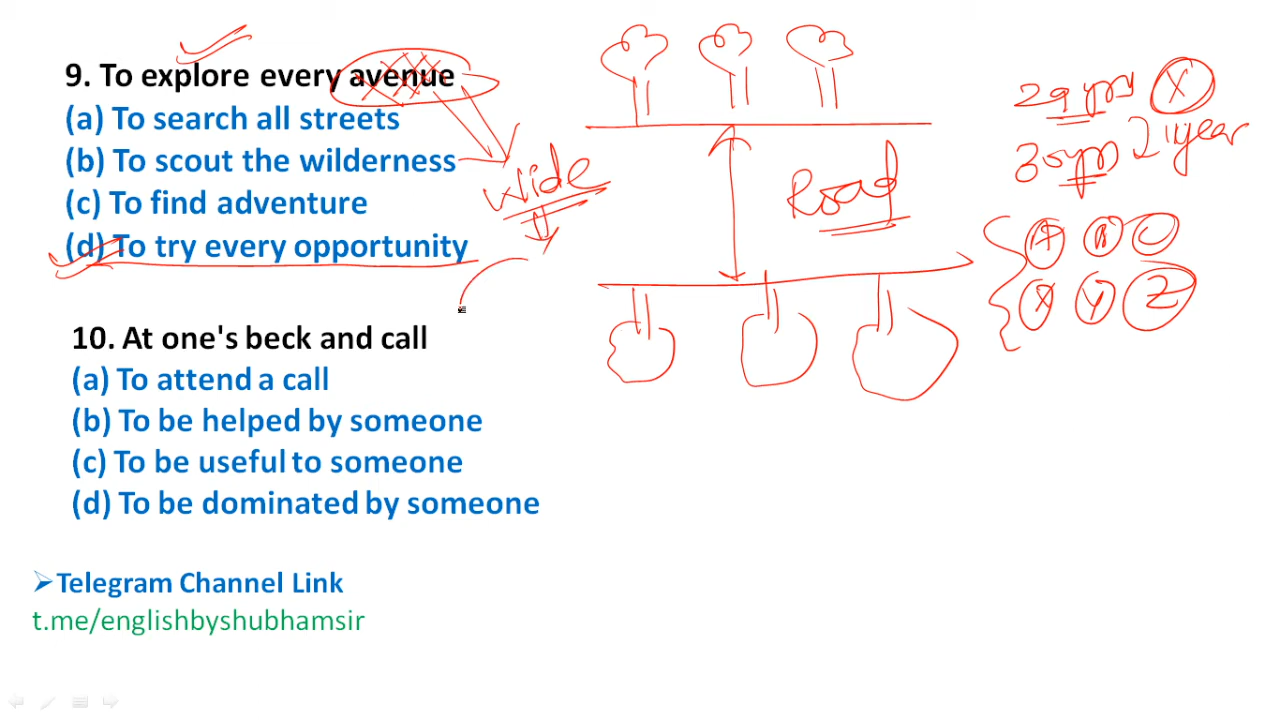 9. To explore every avenue
(a) To search all streets
(b) To scout the wilderness
(c) To find adventure
(d) To try every opportunity
10. At one's beck and call
(a) To attend a call
(b) To be helped by someone
(c) To be useful to someone
(d) To be dominated by someone
Telegram Channel Link
t.me/englishbyshubhamsir
Wide
Road
29 yrs X
30 yrs 1 year
A B C
X Y Z